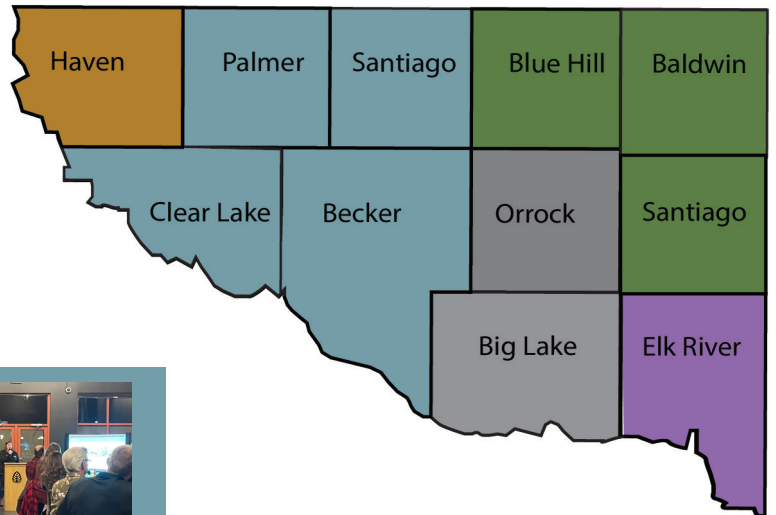 Haven
Palmer
Santiago
Blue Hill
Baldwin
Clear Lake
Becker
Orrock
Santiago
Big Lake
Elk River